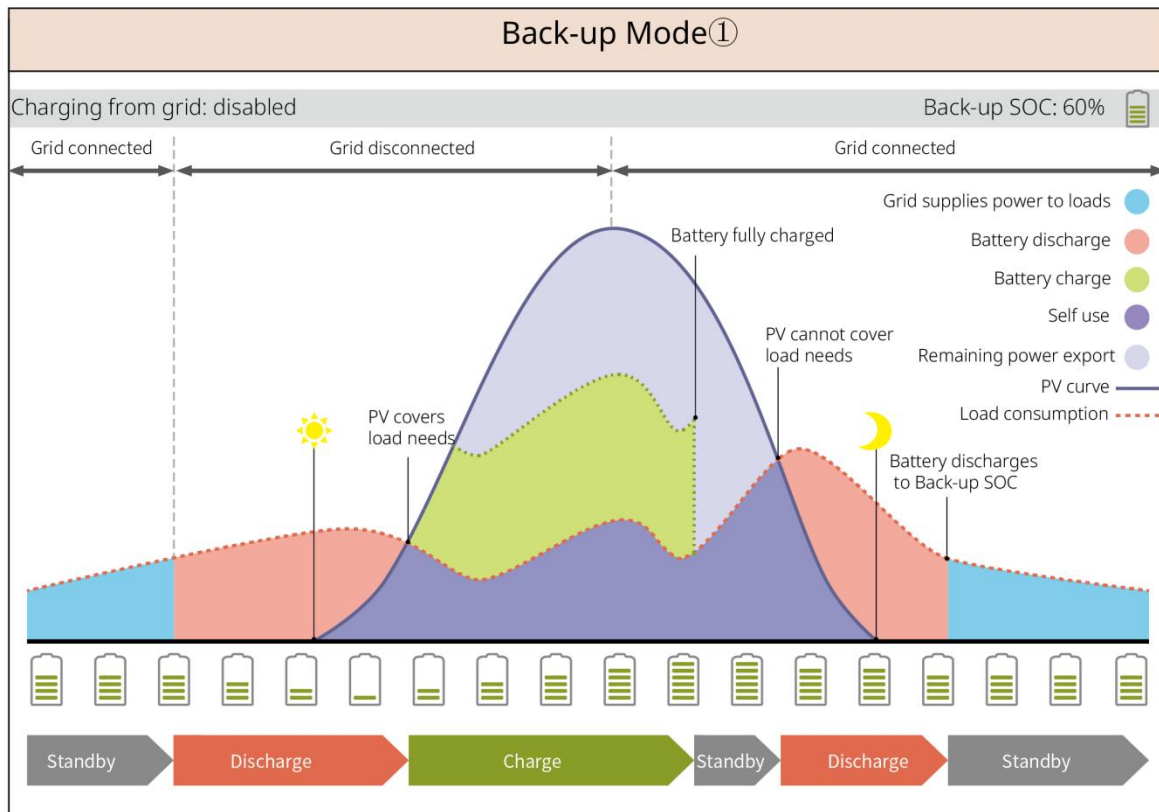 Back-up Mode①
Charging from grid: disabled
Back-up SOC: 60%
Grid connected
Grid disconnected
Grid connected
Grid supplies power to loads
Battery discharge
Battery charge
Self use
Remaining power export
PV curve
Load consumption
Battery fully charged
PV cannot cover
load needs
PV covers
load needs
Battery discharges
to Back-up SOC
Standby
Discharge
Charge
Standby
Discharge
Standby